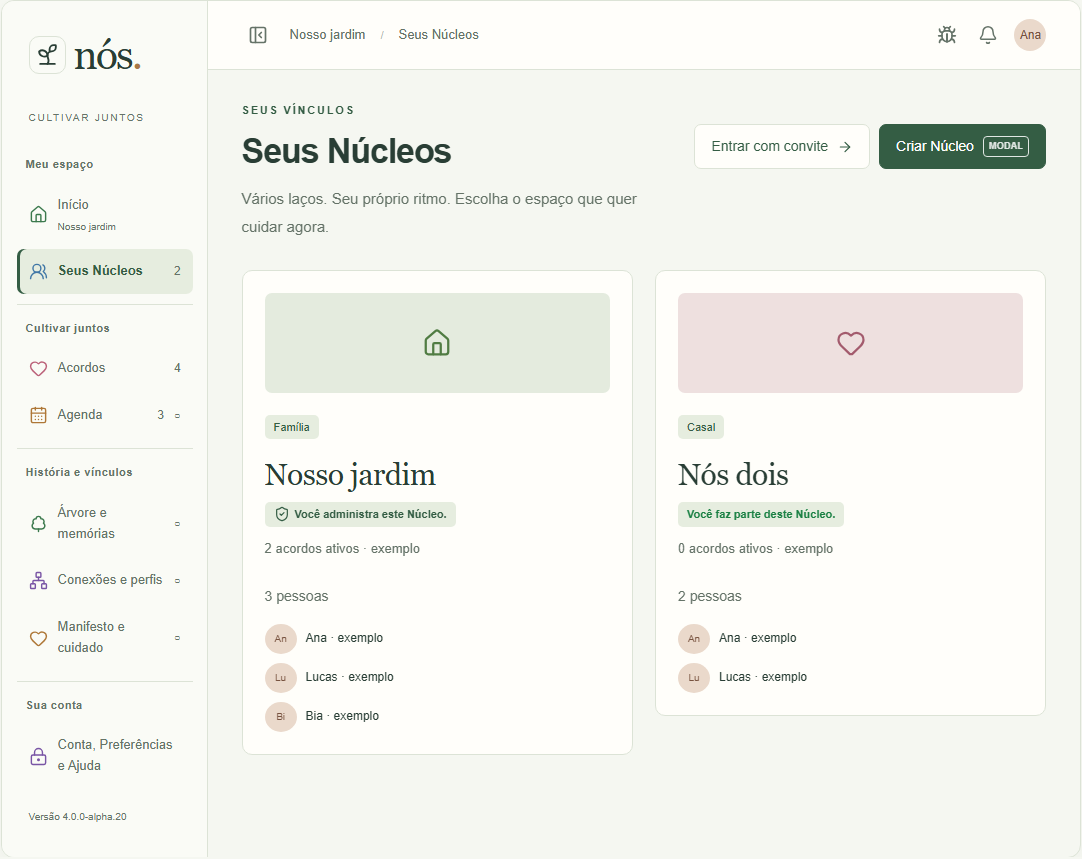 nós.
CULTIVAR JUNTOS
Meu espaço
Início
Nosso jardim
Seus Núcleos 2
Cultivar juntos
Acordos 4
Agenda 3
História e vínculos
Árvore e
memórias
Conexões e perfis
Manifesto e
cuidado
Sua conta
Conta, Preferências
e Ajuda
Versão 4.0.0-alpha.20
Nosso jardim / Seus Núcleos
Ana
SEUS VÍNCULOS
Seus Núcleos
Vários laços. Seu próprio ritmo. Escolha o espaço que quer
cuidar agora.
Entrar com convite →
Criar Núcleo MODAL
Família
Nosso jardim
Você administra este Núcleo.
2 acordos ativos · exemplo
3 pessoas
An Ana · exemplo
Lu Lucas · exemplo
Bi Bia · exemplo
Casal
Nós dois
Você faz parte deste Núcleo.
0 acordos ativos · exemplo
2 pessoas
An Ana · exemplo
Lu Lucas · exemplo